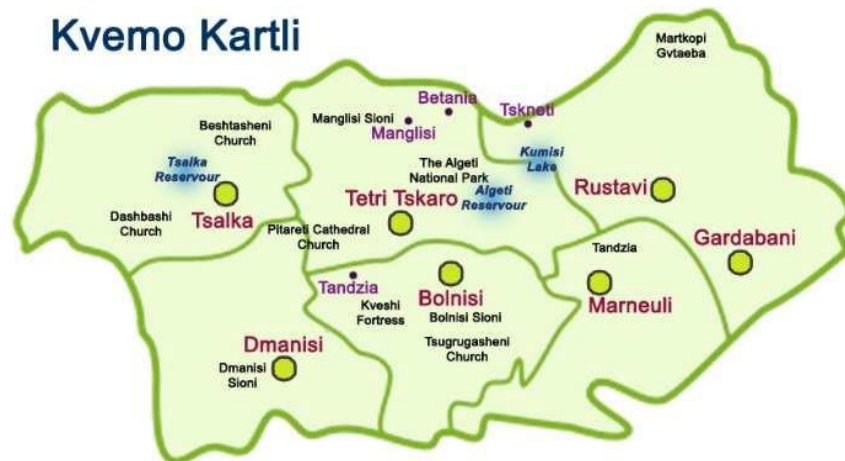 Kvemo Kartli
Martkopi
Gvtaeba
Betania
Tskneti
Manglisi Sioni
Manglisi
Beshtasheni
Church
Kumisi
Lake
Tsalka
Reservour
The Algeti
National Park
Algeti
Reservour
Rustavi
Tetri Tskaro
Tsalka
Dashbashi
Church
Pitareti Cathedral
Church
Gardabani
Tandzia
Tandzia
Bolnisi
Marneuli
Kveshi
Fortress
Bolnisi Sioni
Tsugrugasheni
Church
Dmanisi
Dmanisi
Sioni